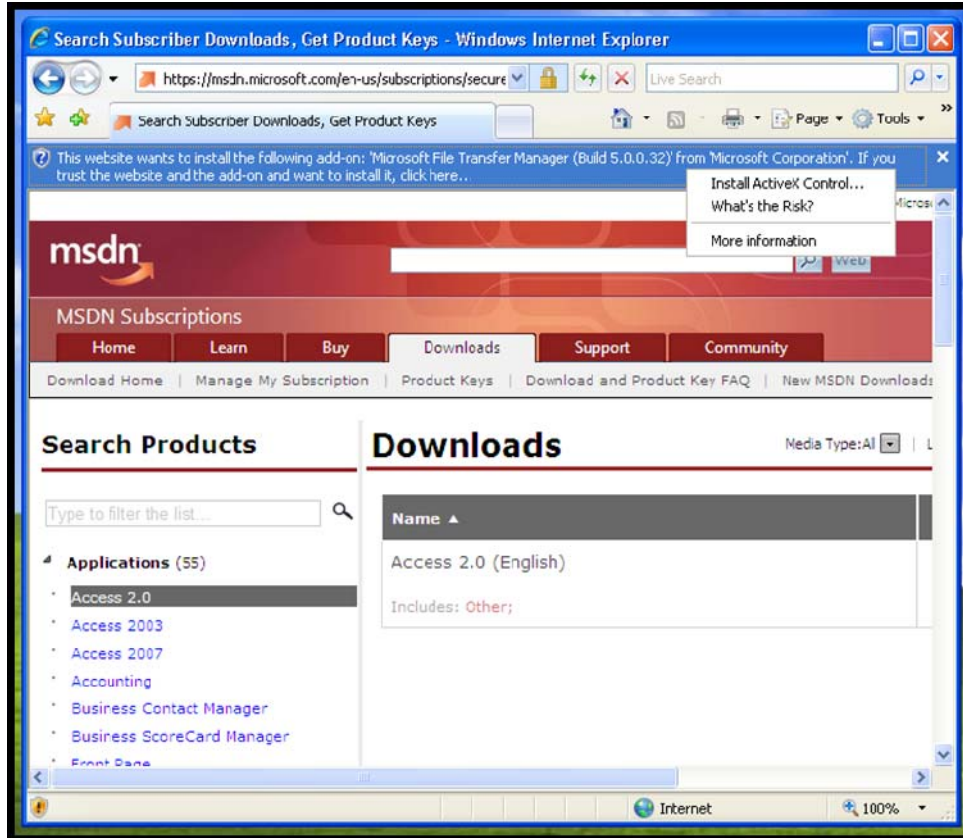 Search Subscriber Downloads, Get Product Keys - Windows Internet Explorer
https://msdn.microsoft.com/en-us/subscriptions/secure
Live Search
Search Subscriber Downloads, Get Product Keys
Page
Tools
»
This website wants to install the following add-on: 'Microsoft File Transfer Manager (Build 5.0.0.32)' from 'Microsoft Corporation'. If you
trust the website and the add-on and want to install it, click here...
Install ActiveX Control...
What's the Risk?
More information
Micros
msdn
Web
MSDN Subscriptions
Home Learn Buy Downloads Support Community
Download Home | Manage My Subscription | Product Keys | Download and Product Key FAQ | New MSDN Downloads
Search Products
Downloads
Media Type:All | L
Type to filter the list...
Name
Applications (55)
Access 2.0 (English)
Access 2.0
Includes: Other;
Access 2003
Access 2007
Accounting
Business Contact Manager
Business ScoreCard Manager
Front Page
Internet
100%